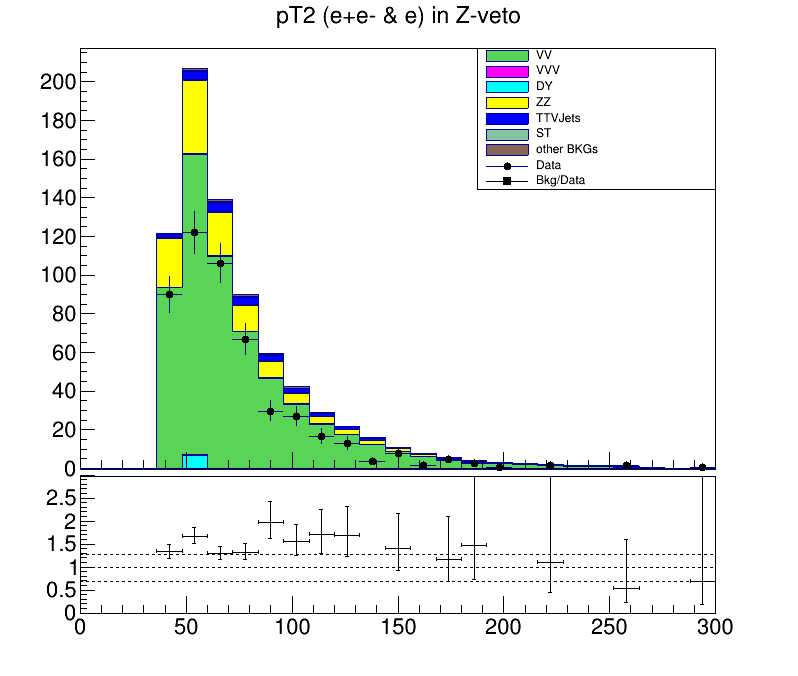 pT2 (e+e- & e) in Z-veto
VV
VVV
DY
ZZ
TTVJets
ST
other BKGs
Data
Bkg/Data
200
180
160
140
120
100
80
60
40
20
0
2.5
2
1.5
1
0.5
0
0 50 100 150 200 250 300